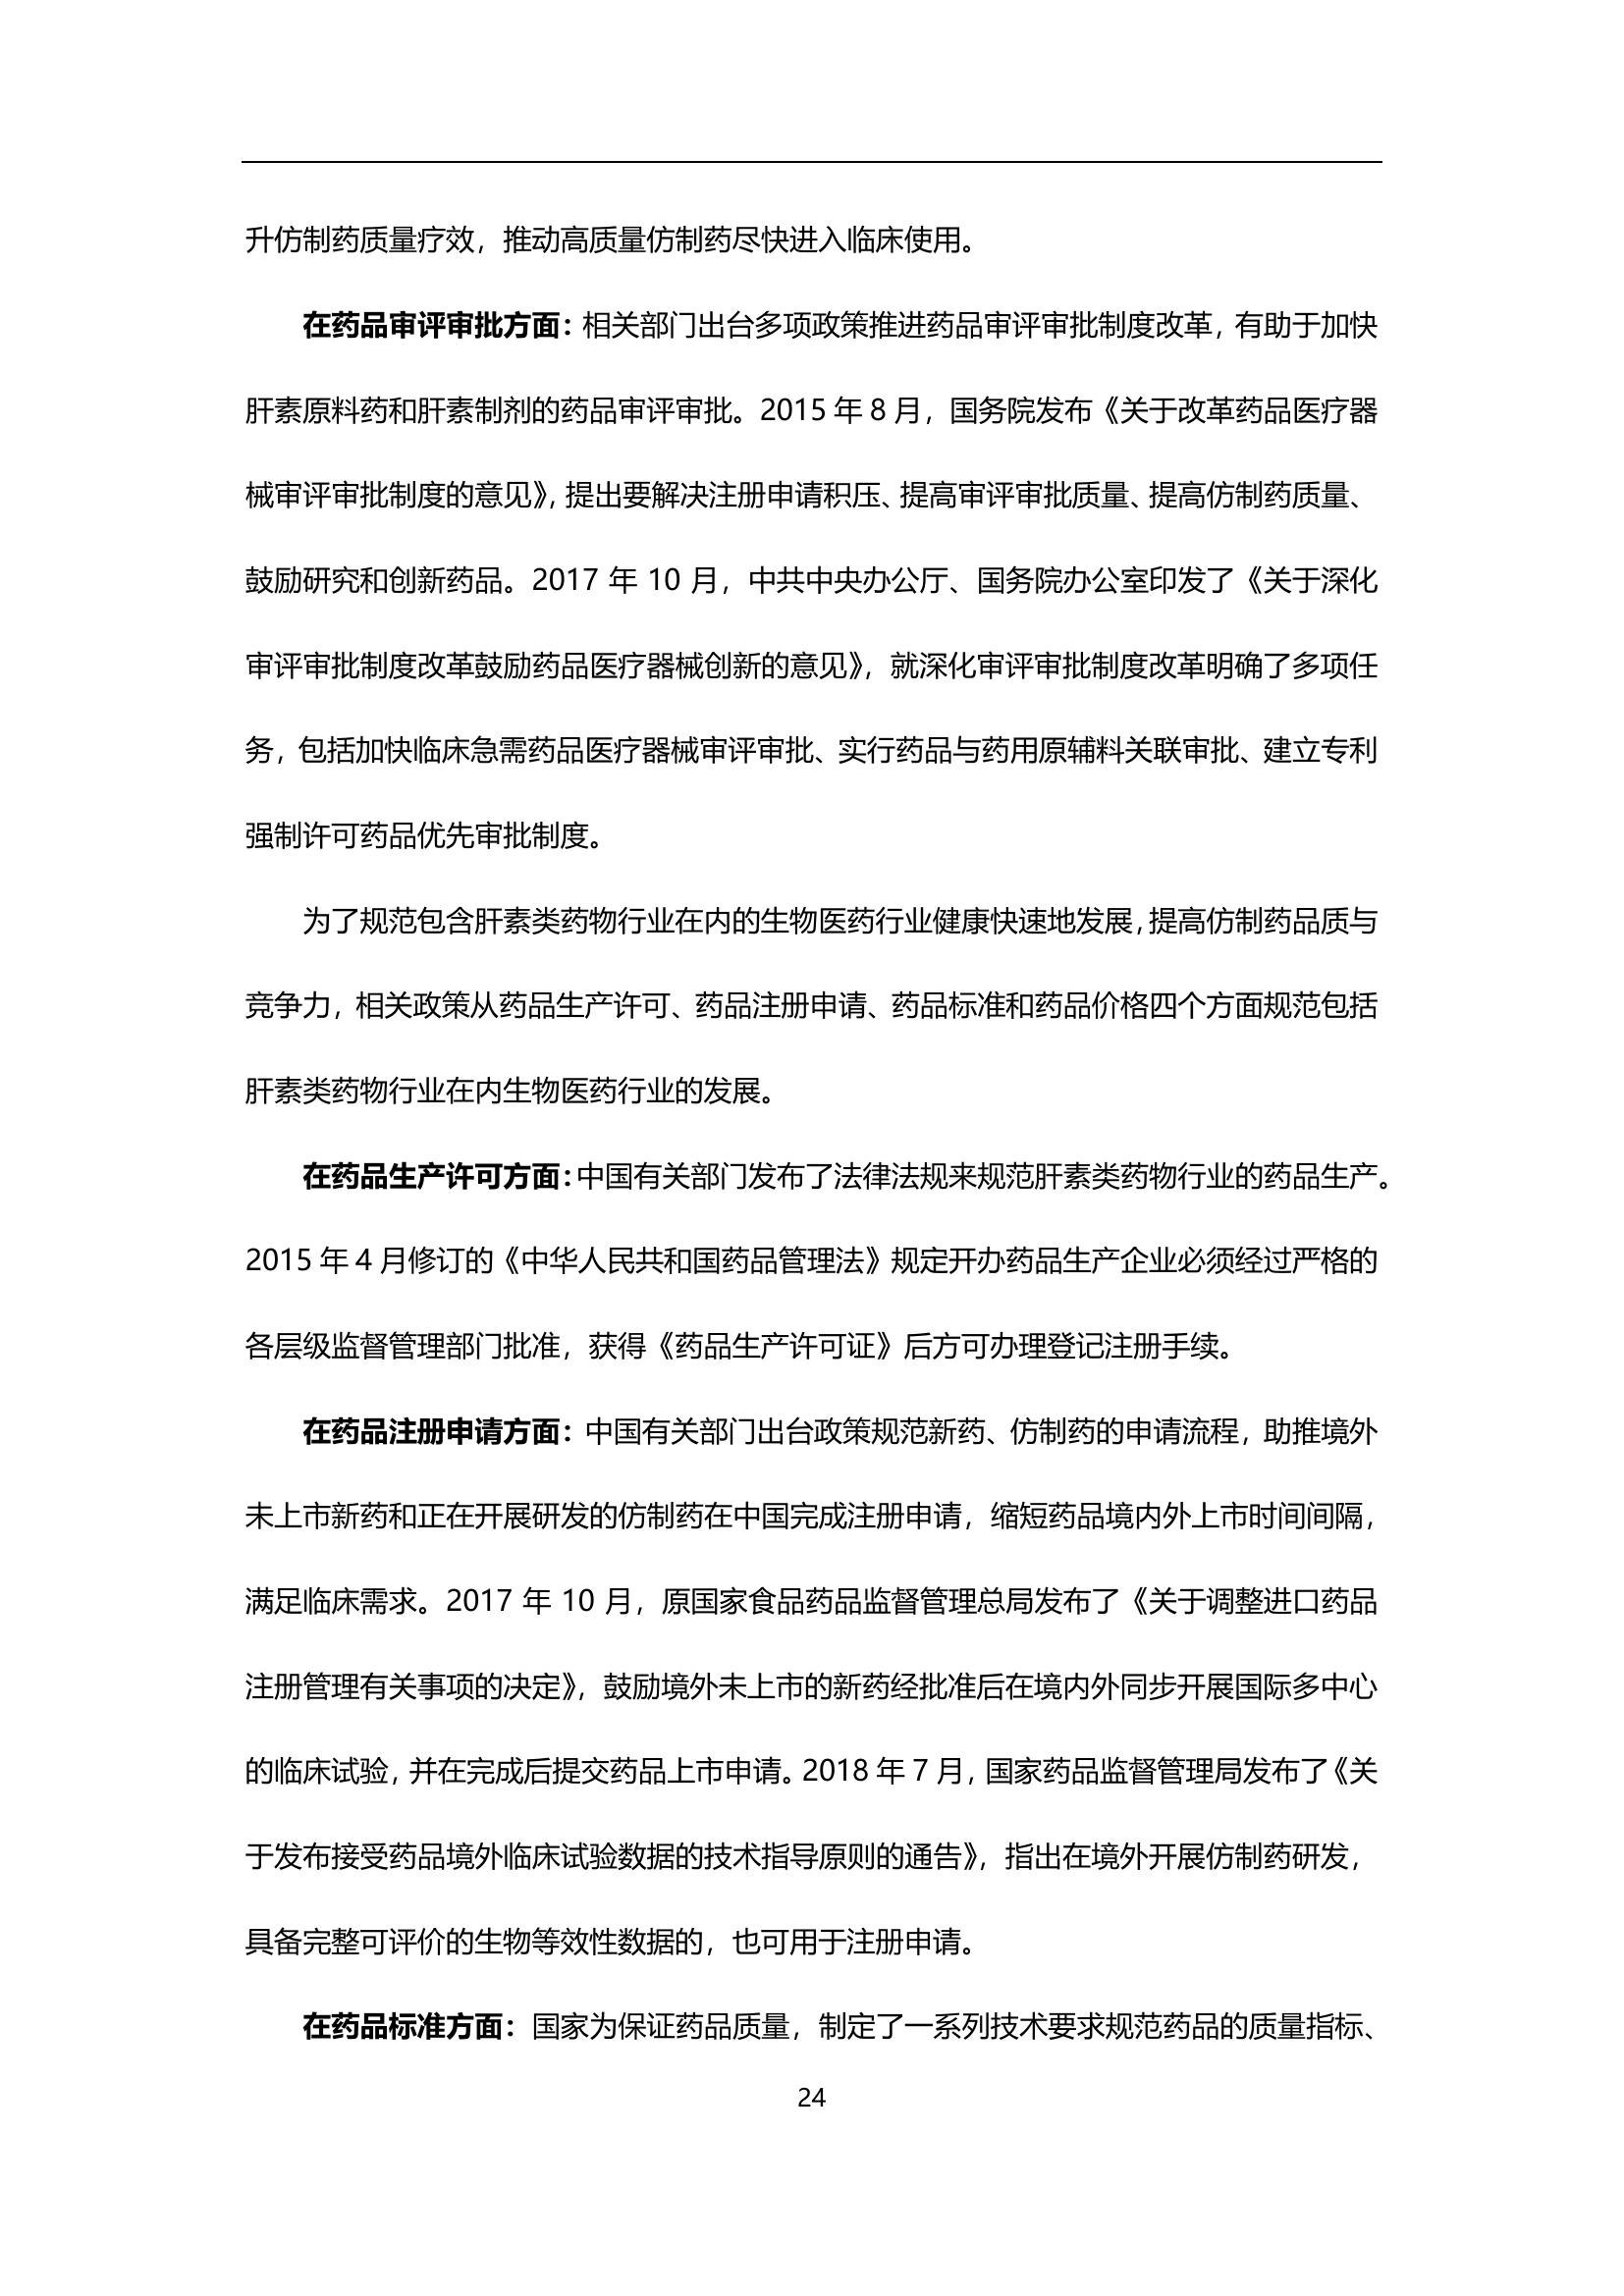 升仿制药质量疗效，推动高质量仿制药尽快进入临床使用。
在药品审评审批方面：相关部门出台多项政策推进药品审评审批制度改革，有助于加快
肝素原料药和肝素制剂的药品审评审批。2015 年 8 月，国务院发布《关于改革药品医疗器
械审评审批制度的意见》，提出要解决注册申请积压、提高审评审批质量、提高仿制药质量、
鼓励研究和创新药品。2017 年 10 月，中共中央办公厅、国务院办公室印发了《关于深化
审评审批制度改革鼓励药品医疗器械创新的意见》，就深化审评审批制度改革明确了多项任
务，包括加快临床急需药品医疗器械审评审批、实行药品与药用原辅料关联审批、建立专利
强制许可药品优先审批制度。
为了规范包含肝素类药物行业在内的生物医药行业健康快速地发展，提高仿制药品质与
竞争力，相关政策从药品生产许可、药品注册申请、药品标准和药品价格四个方面规范包括
肝素类药物行业在内生物医药行业的发展。
在药品生产许可方面：中国有关部门发布了法律法规来规范肝素类药物行业的药品生产。
2015 年 4 月修订的《中华人民共和国药品管理法》规定开办药品生产企业必须经过严格的
各层级监督管理部门批准，获得《药品生产许可证》后方可办理登记注册手续。
在药品注册申请方面：中国有关部门出台政策规范新药、仿制药的申请流程，助推境外
未上市新药和正在开展研发的仿制药在中国完成注册申请，缩短药品境内外上市时间间隔，
满足临床需求。2017 年 10 月，原国家食品药品监督管理总局发布了《关于调整进口药品
注册管理有关事项的决定》，鼓励境外未上市的新药经批准后在境内外同步开展国际多中心
的临床试验，并在完成后提交药品上市申请。2018 年 7 月，国家药品监督管理局发布了《关
于发布接受药品境外临床试验数据的技术指导原则的通告》，指出在境外开展仿制药研发，
具备完整可评价的生物等效性数据的，也可用于注册申请。
在药品标准方面：国家为保证药品质量，制定了一系列技术要求规范药品的质量指标、
24